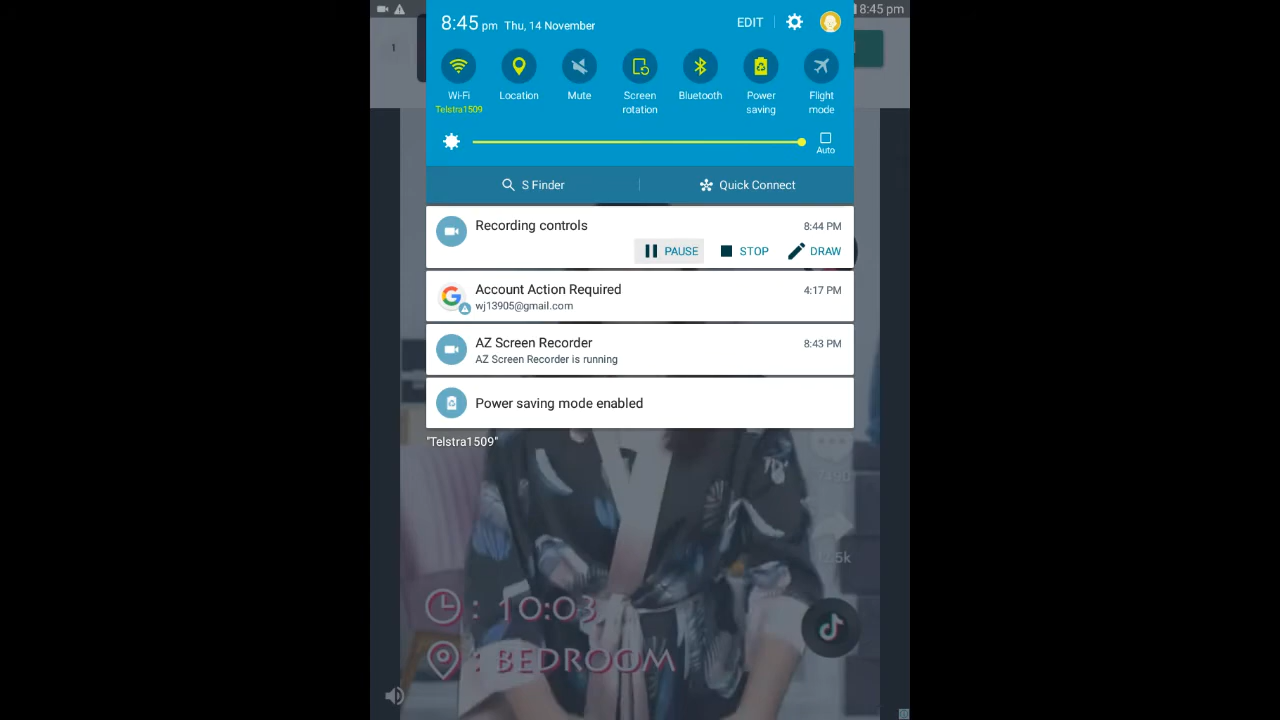 8:45 pm Thu, 14 November EDIT
8:45 pm
1
Wi-Fi Location Mute Screen rotation Bluetooth Power saving Flight mode
Telstra1509
Auto
S Finder Quick Connect
Recording controls 8:44 PM
PAUSE STOP DRAW
Account Action Required 4:17 PM
wj13905@gmail.com
AZ Screen Recorder 8:43 PM
AZ Screen Recorder is running
Power saving mode enabled
"Telstra1509"
: 10:03
: BEDROOM